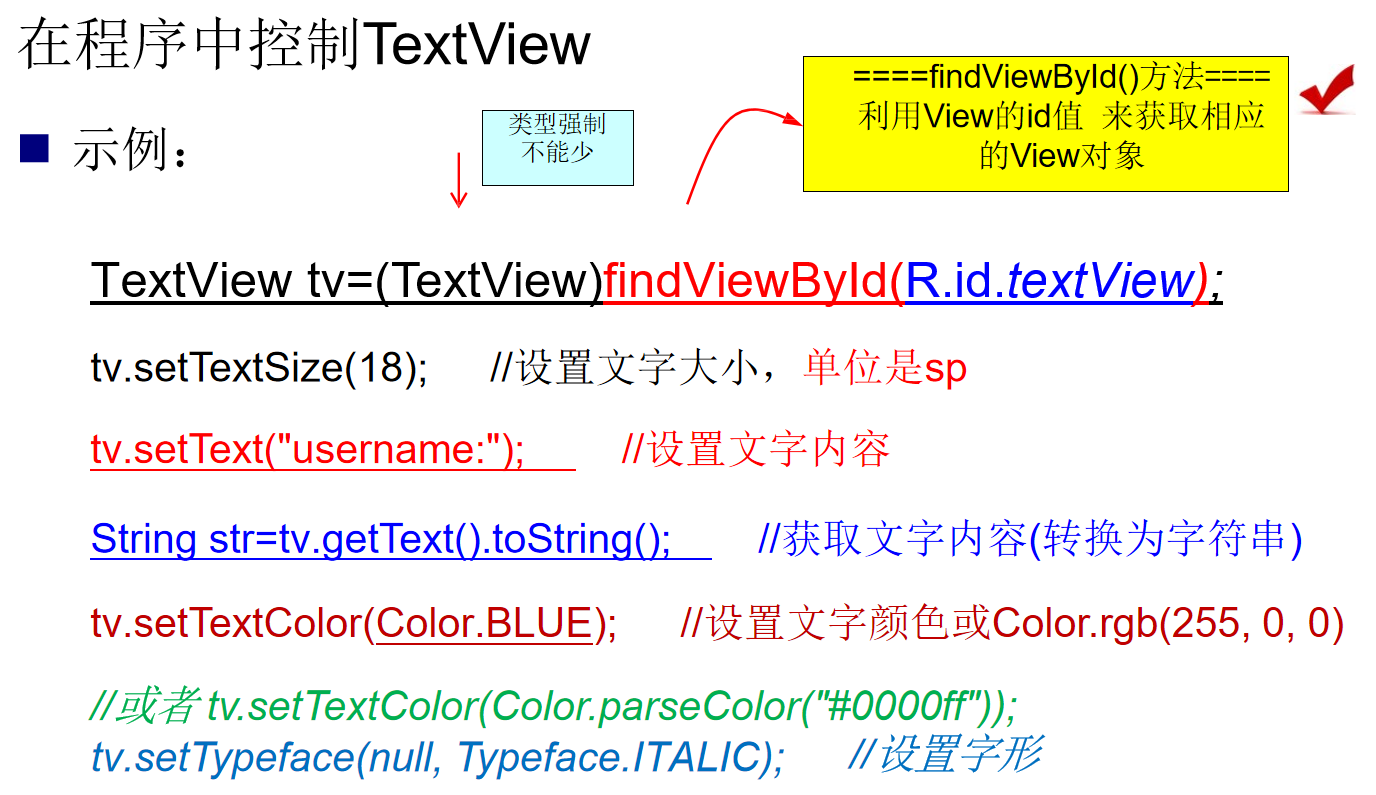 在程序中控制TextView
====findViewById()方法====
利用View的id值 来获取相应
的View对象
类型强制
不能少
示例：
TextView tv=(TextView)findViewById(R.id.textView);
tv.setTextSize(18); //设置文字大小，单位是sp
tv.setText("username:"); //设置文字内容
String str=tv.getText().toString(); //获取文字内容(转换为字符串)
tv.setTextColor(Color.BLUE); //设置文字颜色或Color.rgb(255, 0, 0)
//或者 tv.setTextColor(Color.parseColor("#0000ff"));
tv.setTypeface(null, Typeface.ITALIC); //设置字形